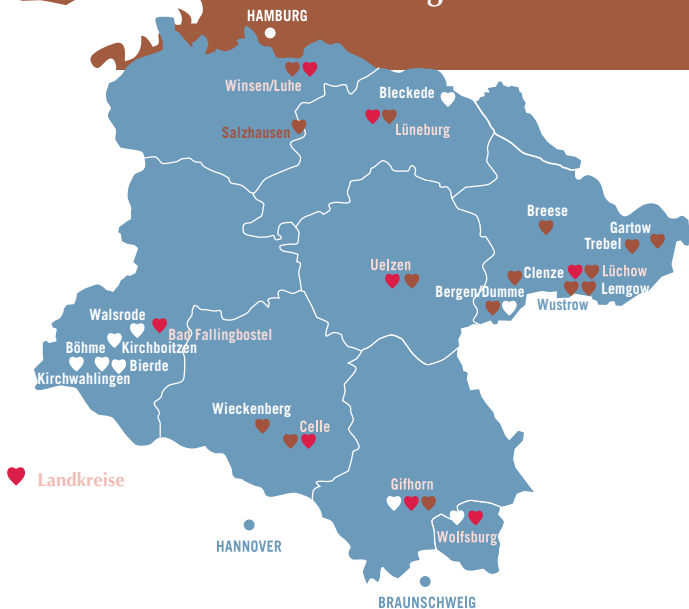 g
HAMBURG
Winsen/Luhe
Bleckede
Salzhausen
Lüneburg
Breese
Gartow
Trebel
Uelzen
Clenze
Lüchow
Bergen/Dumme
Lemgow
Wustrow
Walsrode
Bad Fallingbostel
Böhme
Kirchboitzen
Bierde
Kirchwahlingen
Wieckenberg
Celle
Landkreise
Gifhorn
Wolfsburg
HANNOVER
BRAUNSCHWEIG